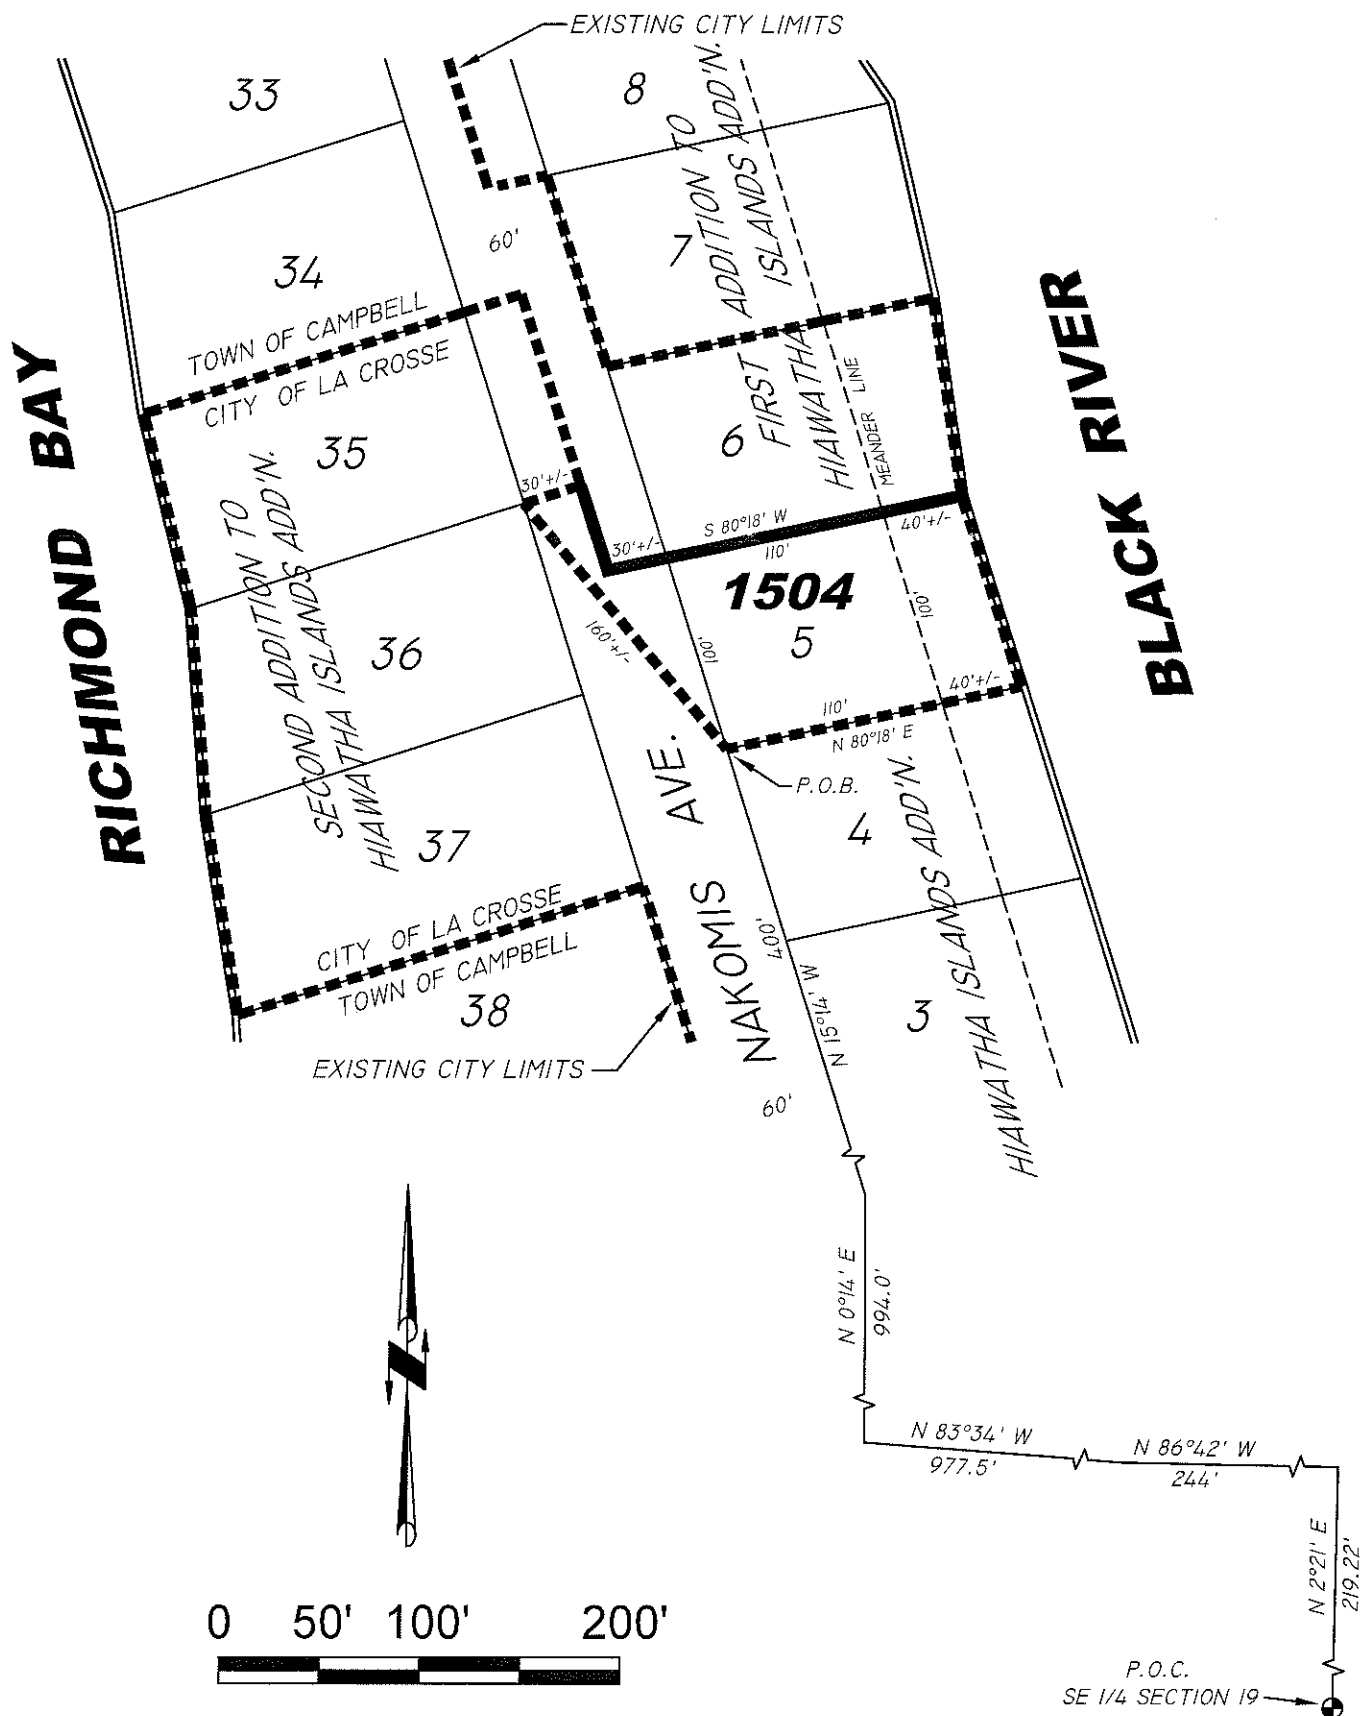 EXISTING CITY LIMITS
33
8
34
60'
7
FIRST ADDITION TO
HIAWATHA ISLANDS ADD'N.
TOWN OF CAMPBELL
CITY OF LA CROSSE
RICHMOND BAY
BLACK RIVER
35
6
MEANDER LINE
SECOND ADDITION TO
HIAWATHA ISLANDS ADD'N.
30'+/-
30'+/-
S 80°18' W
110'
40'+/-
1504
5
36
160'+/-
100'
100'
110'
40'+/-
N 80°18' E
P.O.B.
4
37
NAKOMIS AVE.
HIAWATHA ISLANDS ADD'N.
CITY OF LA CROSSE
TOWN OF CAMPBELL
38
400'
N 15°14' W
3
EXISTING CITY LIMITS
60'
N 0°14' E
994.0'
N 83°34' W
977.5'
N 86°42' W
244'
N 2°21' E
219.22'
0 50' 100' 200'
P.O.C.
SE 1/4 SECTION 19